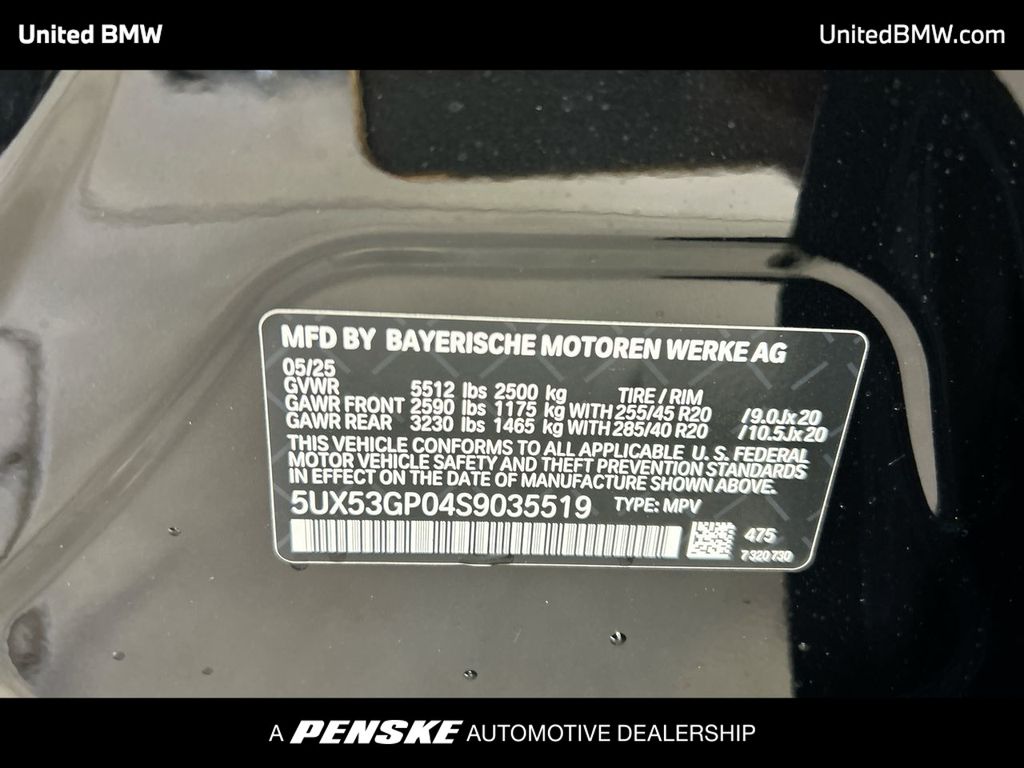 United BMW
UnitedBMW.com
MFD BY BAYERISCHE MOTOREN WERKE AG
05/25
GVWR 5512 lbs 2500 kg TIRE / RIM
GAWR FRONT 2590 lbs 1175 kg WITH 255/45 R20 /9.0Jx20
GAWR REAR 3230 lbs 1465 kg WITH 285/40 R20 /10.5Jx20
THIS VEHICLE CONFORMS TO ALL APPLICABLE U.S. FEDERAL
MOTOR VEHICLE SAFETY AND THEFT PREVENTION STANDARDS
IN EFFECT ON THE DATE OF MANUFACTURE SHOWN ABOVE.
5UX53GP04S9035519 TYPE: MPV
475
7 320 730
A PENSKE AUTOMOTIVE DEALERSHIP